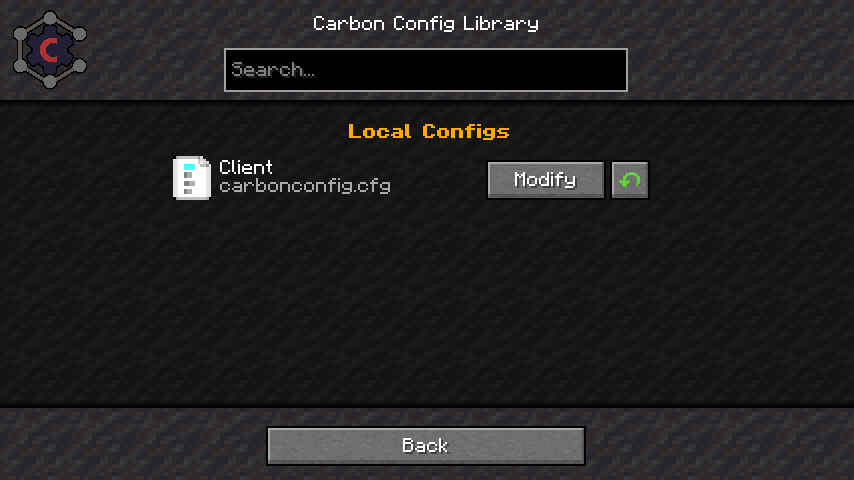 Carbon Config Library
C
Search...
Local Configs
Client
carbonconfig.cfg
Modify
Back